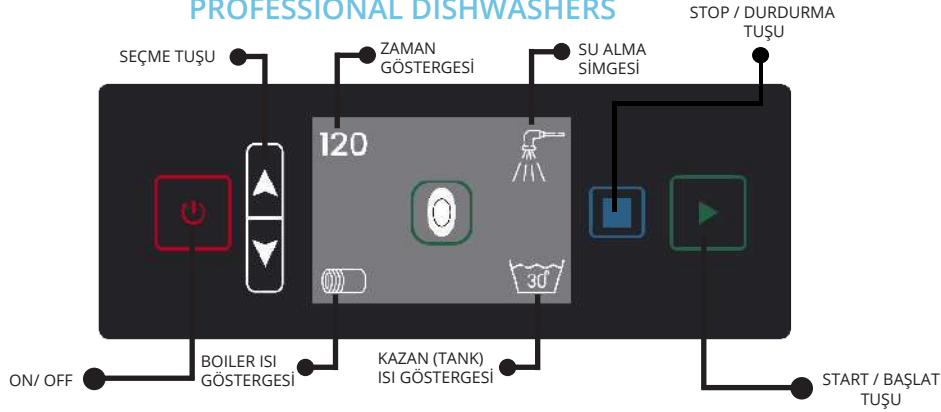 PROFESSIONAL DISHWASHERS
STOP / DURDURMA
TUŞU
SEÇME TUŞU
ZAMAN
GÖSTERGESİ
SU ALMA
SİMGESİ
120
30°
ON/ OFF
BOILER ISI
GÖSTERGESİ
KAZAN (TANK)
ISI GÖSTERGESİ
START / BAŞLAT
TUŞU